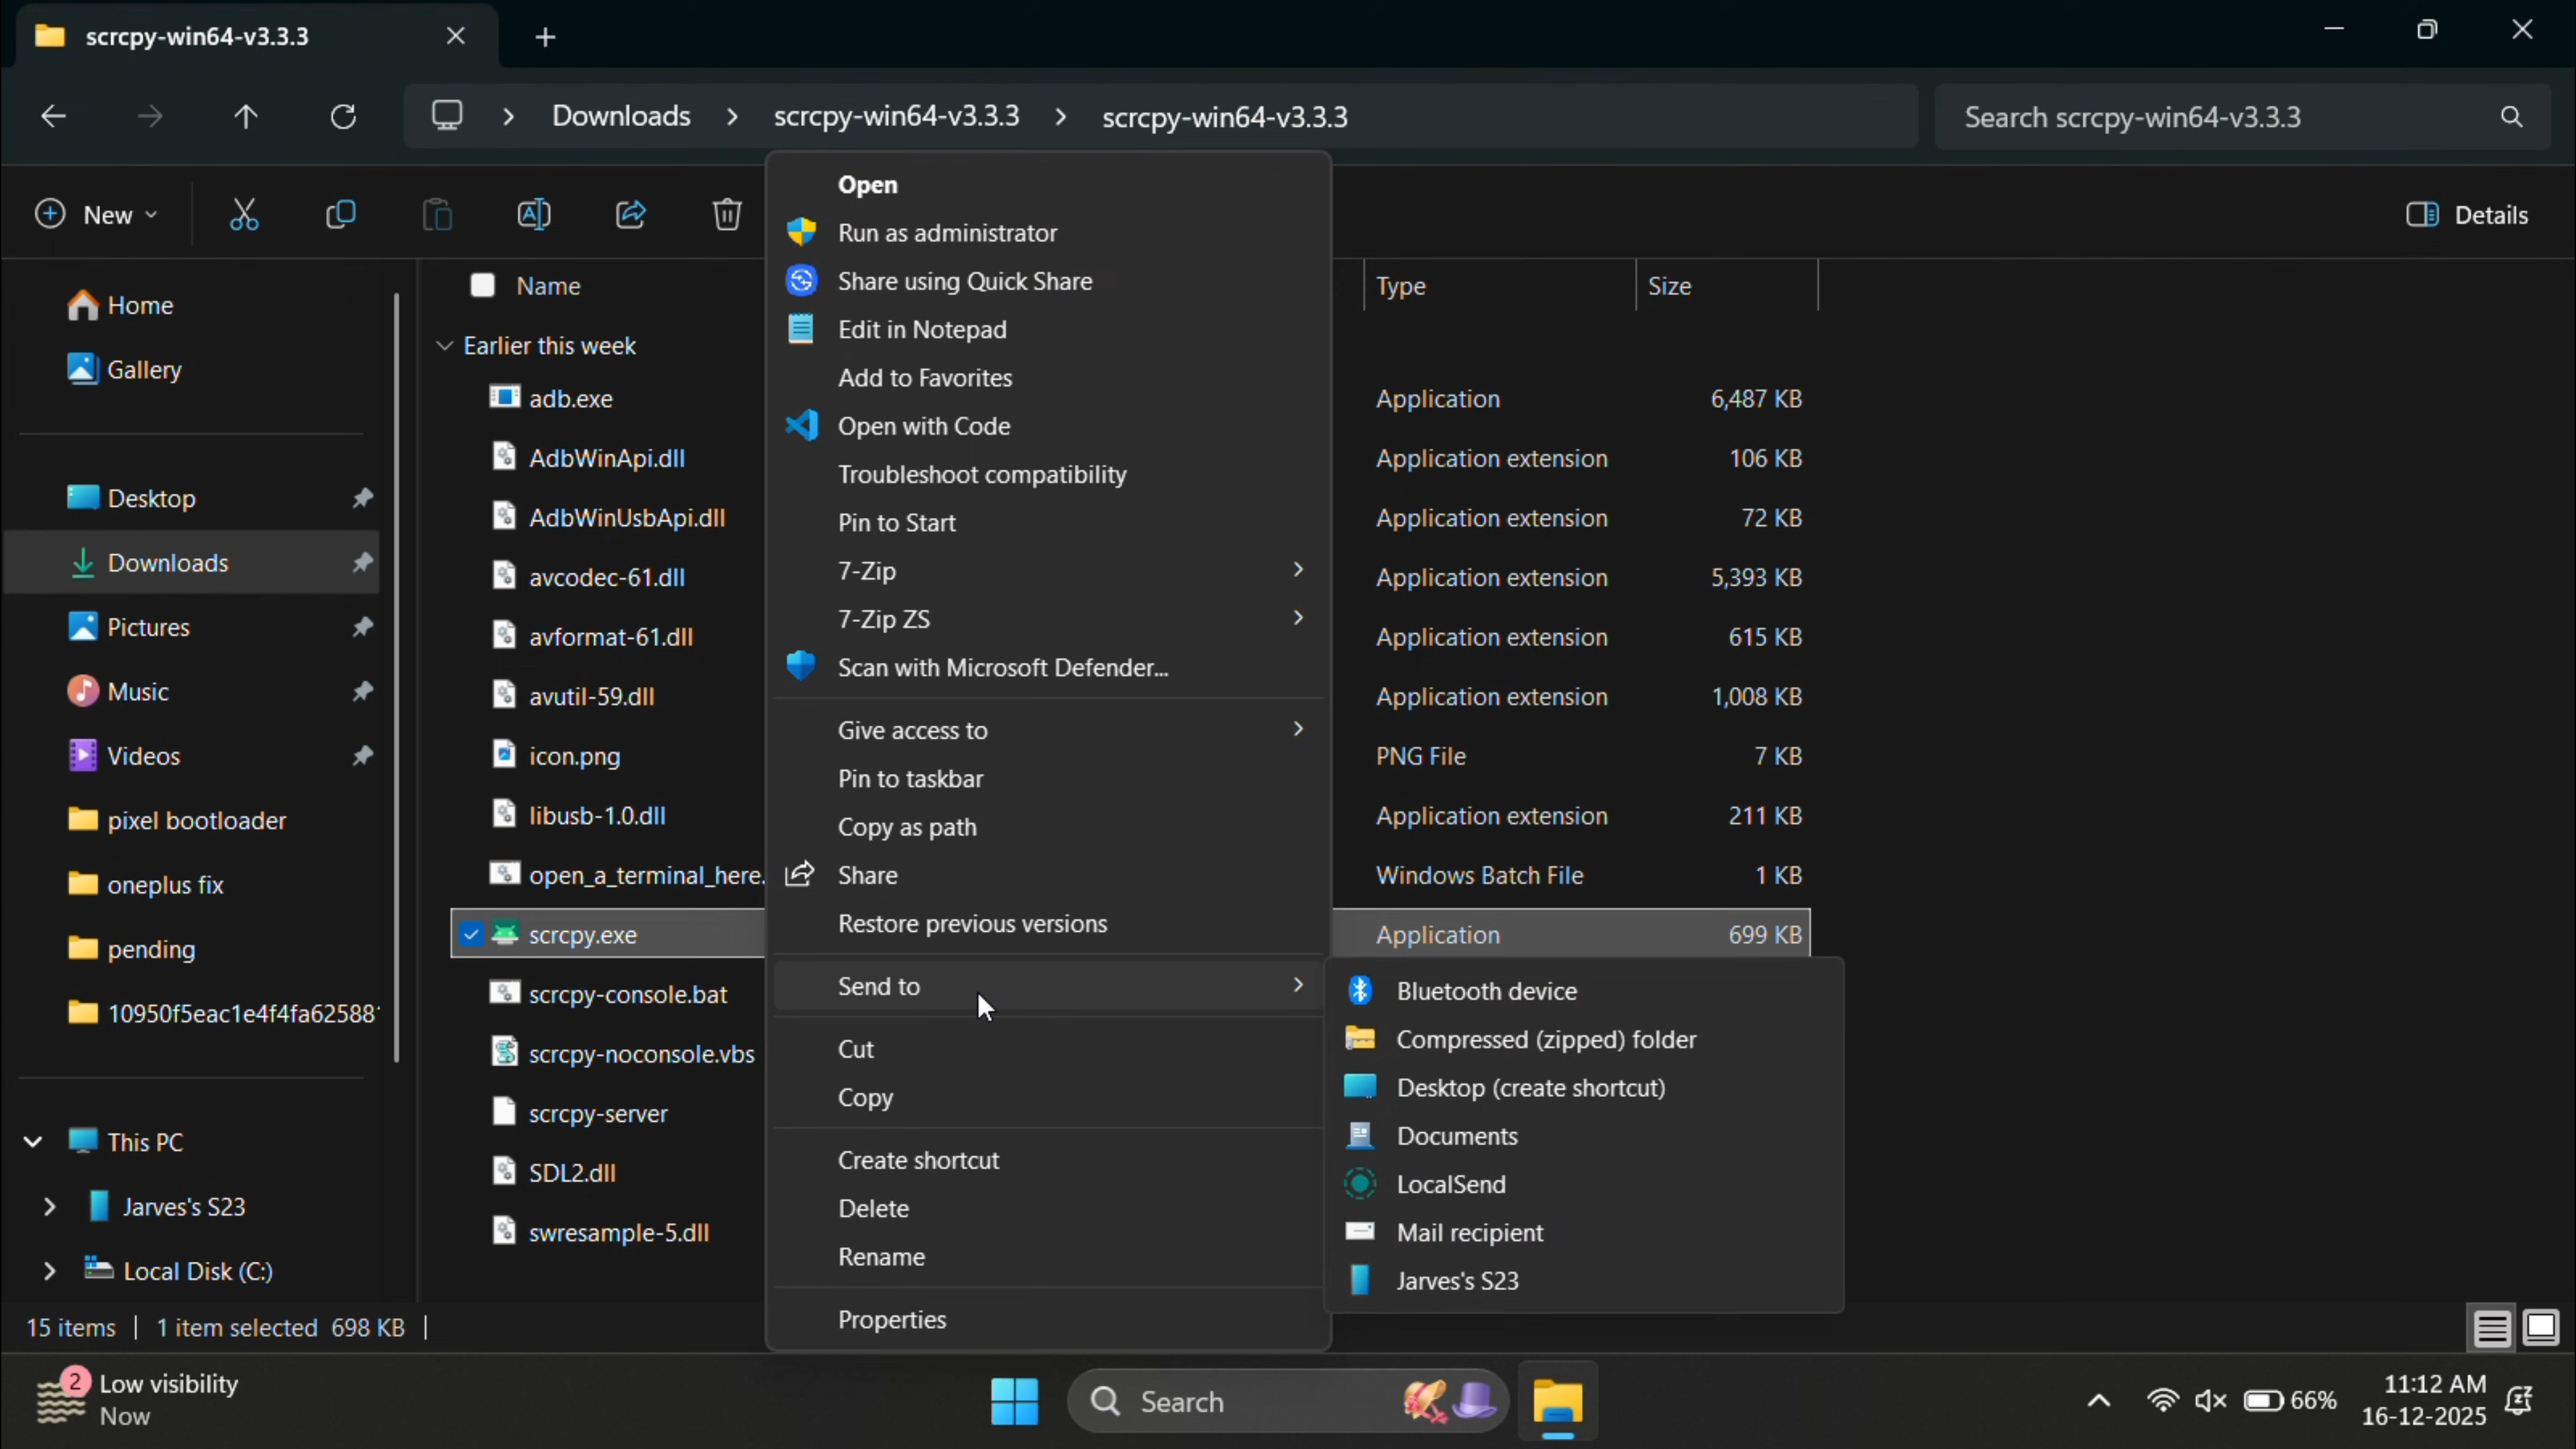 scrcpy-win64-v3.3.3
Downloads
scrcpy-win64-v3.3.3
scrcpy-win64-v3.3.3
Search scrcpy-win64-v3.3.3
New
Details
Home
Gallery
Desktop
Downloads
Pictures
Music
Videos
pixel bootloader
oneplus fix
pending
10950f5eac1e4f4fa62588
This PC
Jarves's S23
Local Disk (C:)
Name
Type
Size
Earlier this week
adb.exe
Application
6,487 KB
AdbWinApi.dll
Application extension
106 KB
AdbWinUsbApi.dll
Application extension
72 KB
avcodec-61.dll
Application extension
5,393 KB
avformat-61.dll
Application extension
615 KB
avutil-59.dll
Application extension
1,008 KB
icon.png
PNG File
7 KB
libusb-1.0.dll
Application extension
211 KB
open_a_terminal_here.
Windows Batch File
1 KB
scrcpy.exe
Application
699 KB
scrcpy-console.bat
scrcpy-noconsole.vbs
scrcpy-server
SDL2.dll
swresample-5.dll
Open
Run as administrator
Share using Quick Share
Edit in Notepad
Add to Favorites
Open with Code
Troubleshoot compatibility
Pin to Start
7-Zip
7-Zip ZS
Scan with Microsoft Defender...
Give access to
Pin to taskbar
Copy as path
Share
Restore previous versions
Send to
Cut
Copy
Create shortcut
Delete
Rename
Properties
Bluetooth device
Compressed (zipped) folder
Desktop (create shortcut)
Documents
LocalSend
Mail recipient
Jarves's S23
15 items
1 item selected 698 KB
2
Low visibility
Now
Search
66%
11:12 AM
16-12-2025